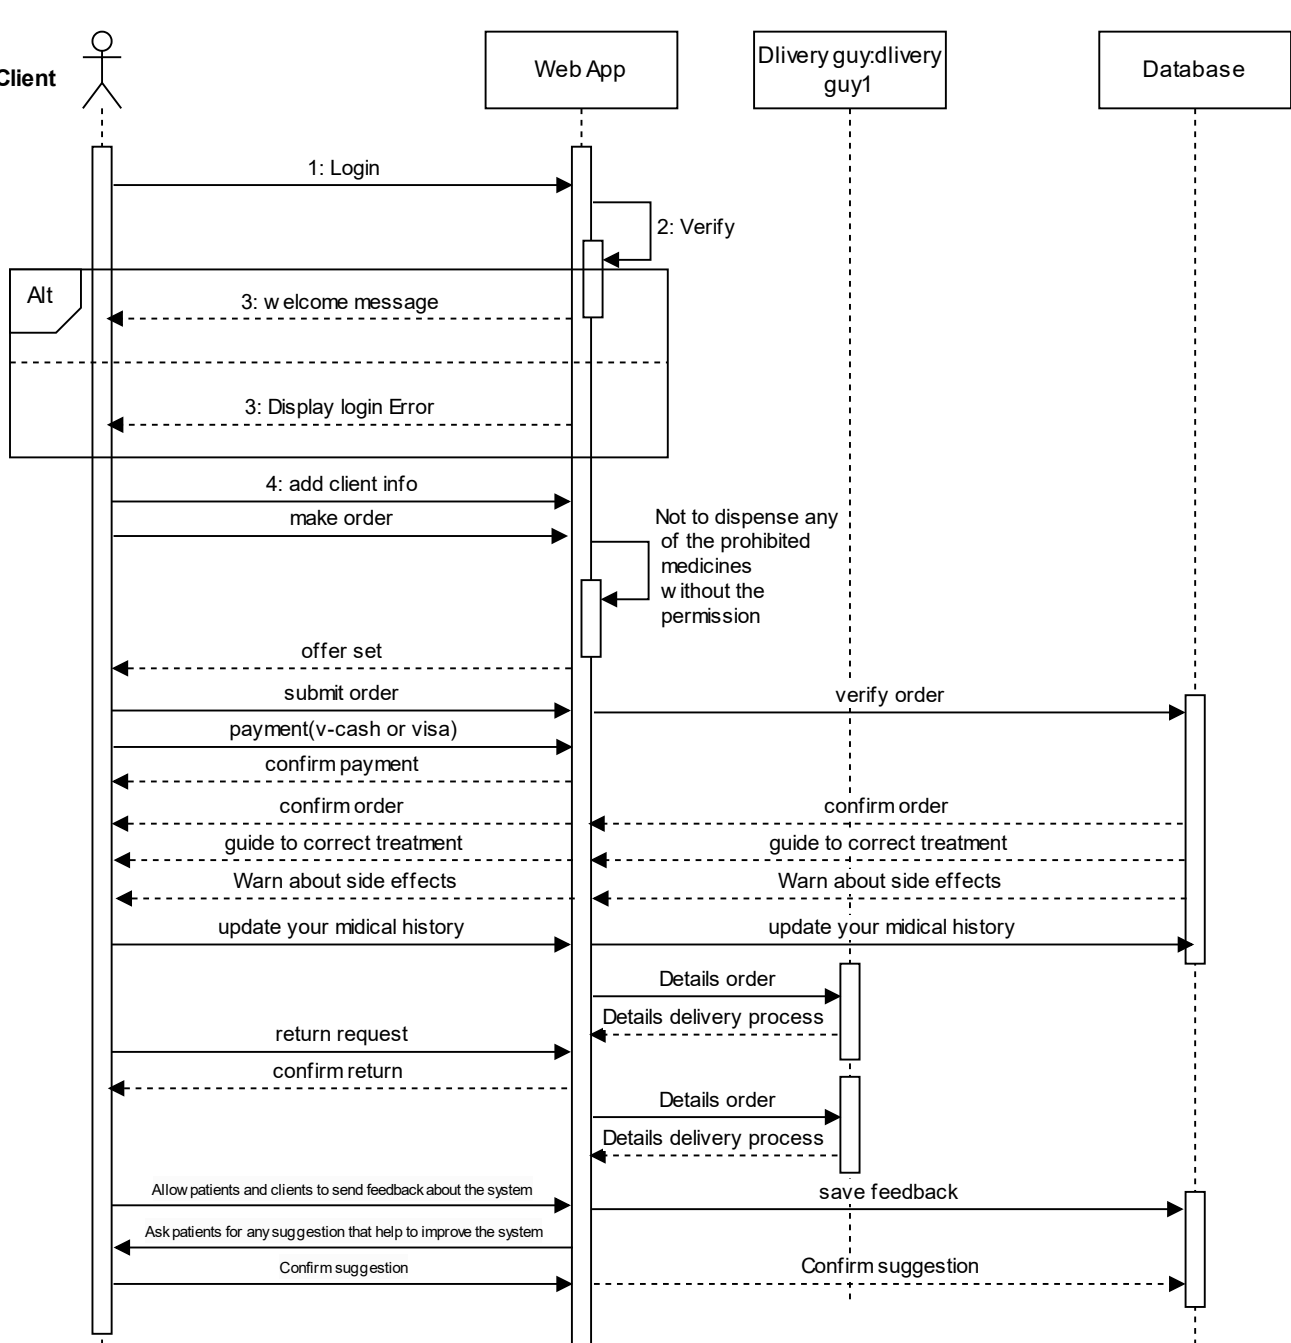 Client
Web App
Dlivery guy:dlivery
guy1
Database
1: Login
2: Verify
Alt
3: welcome message
3: Display login Error
4: add client info
make order
Not to dispense any
of the prohibited
medicines
without the
permission
offer set
submit order
verify order
payment(v-cash or visa)
confirm payment
confirm order
confirm order
guide to correct treatment
guide to correct treatment
Warn about side effects
Warn about side effects
update your midical history
update your midical history
Details order
Details delivery process
return request
confirm return
Details order
Details delivery process
Allow patients and clients to send feedback about the system
save feedback
Ask patients for any suggestion that help to improve the system
Confirm suggestion
Confirm suggestion